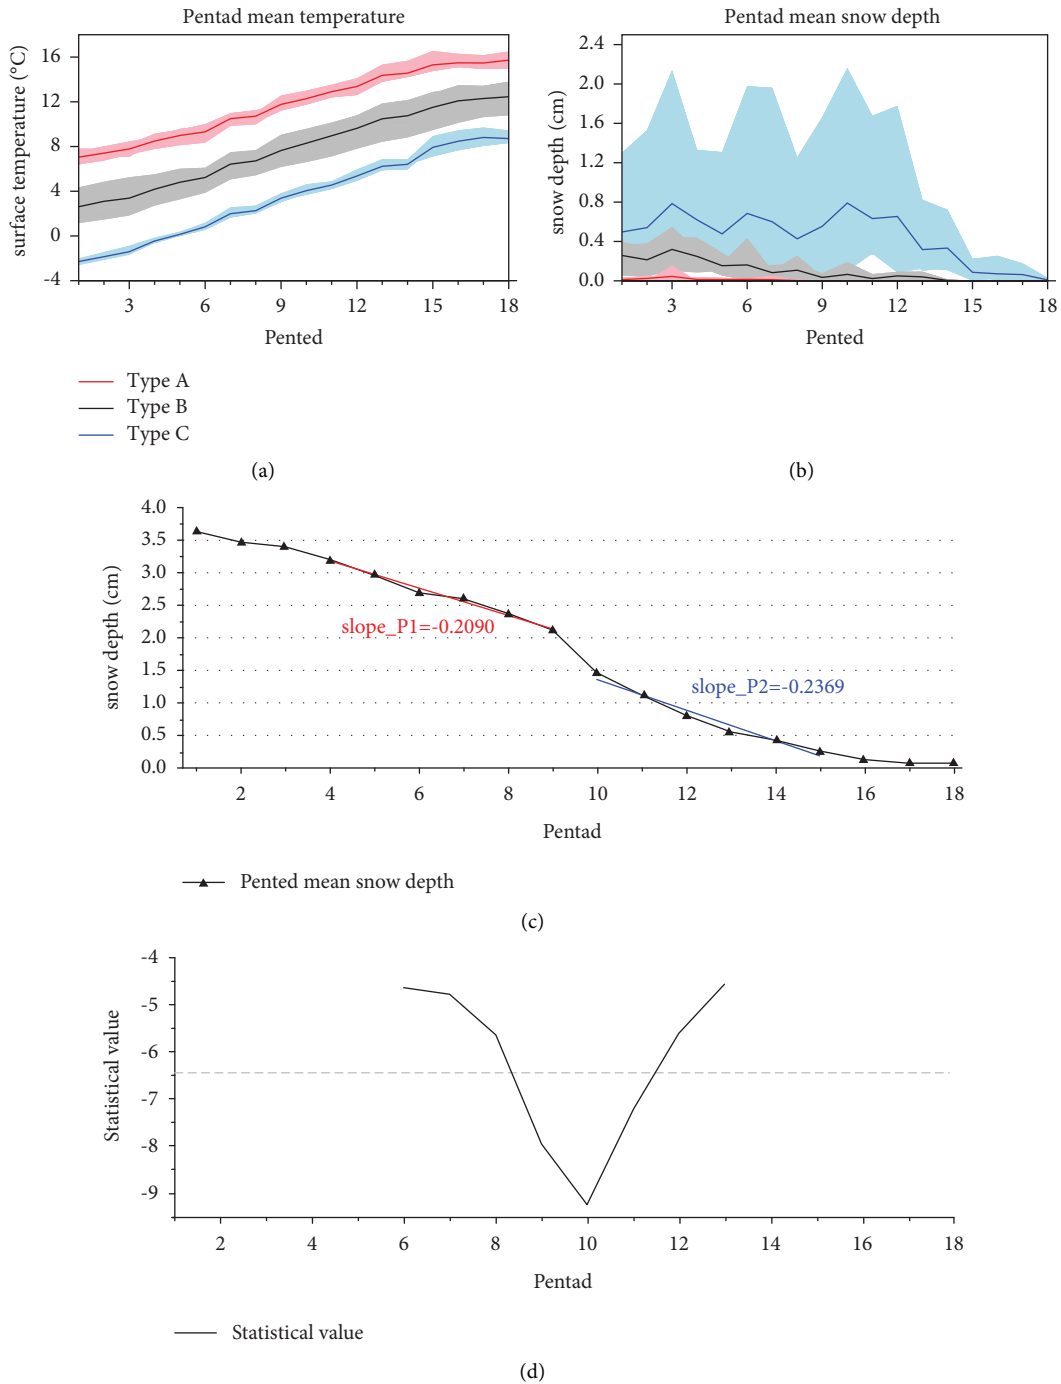 Pentad mean temperature
surface temperature (°C)
16
12
8
4
0
-4
3 6 9 12 15 18
Pented
Pentad mean snow depth
snow depth (cm)
2.4
2.0
1.6
1.2
0.8
0.4
0.0
3 6 9 12 15 18
Pented
Type A
Type B
Type C
(a)
(b)
snow depth (cm)
4.0
3.5
3.0
2.5
2.0
1.5
1.0
0.5
0.0
slope_P1=-0.2090
slope_P2=-0.2369
2 4 6 8 10 12 14 16 18
Pentad
Pented mean snow depth
(c)
Statistical value
-4
-5
-6
-7
-8
-9
2 4 6 8 10 12 14 16 18
Pentad
Statistical value
(d)